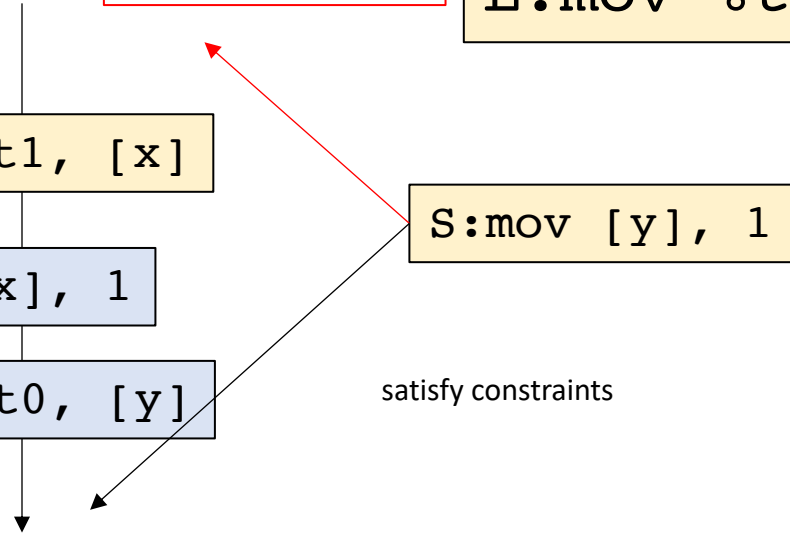 t1, [x]
S:mov [y], 1
x], 1
t0, [y]
satisfy constraints